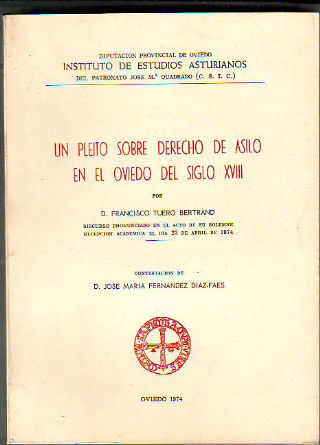 DIPUTACION PROVINCIAL DE OVIEDO
INSTITUTO DE ESTUDIOS ASTURIANOS
DEL PATRONATO JOSE M.ª QUADRADO (C. S. I. C.)
UN PLEITO SOBRE DERECHO DE ASILO
EN EL OVIEDO DEL SIGLO XVIII
POR
D. FRANCISCO TUERO BERTRAND
DISCURSO PRONUNCIADO EN EL ACTO DE SU SOLEMNE
RECEPCION ACADEMICA EL DIA 23 DE ABRIL DE 1974
CONTESTACION DE
D. JOSE MARIA FERNANDEZ DIAZ-FAES
OVIEDO 1974